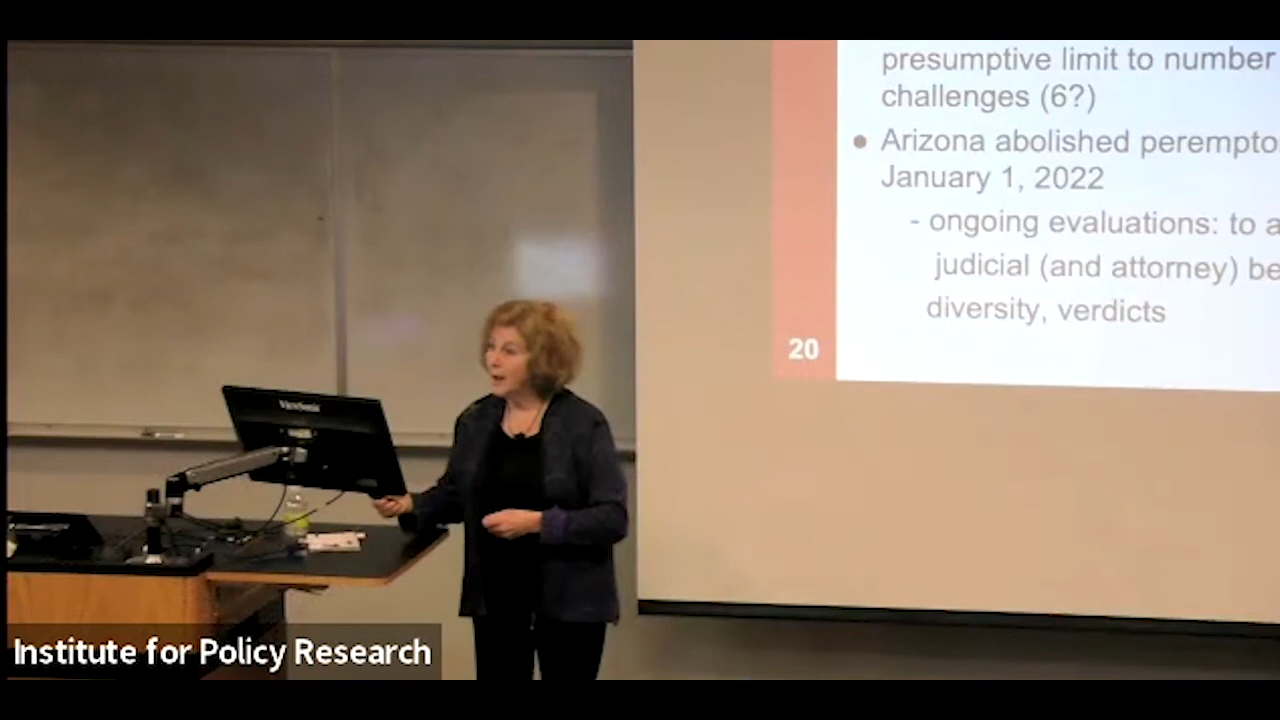 presumptive limit to number
challenges (6?)
● Arizona abolished perempto
January 1, 2022
- ongoing evaluations: to a
judicial (and attorney) be
diversity, verdicts
20
ViewSonic
Institute for Policy Research